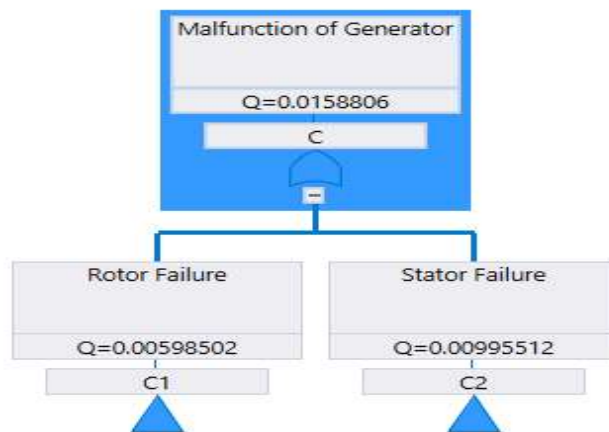 Malfunction of Generator
Q=0.0158806
C
Rotor Failure
Stator Failure
Q=0.00598502
Q=0.00995512
C1
C2